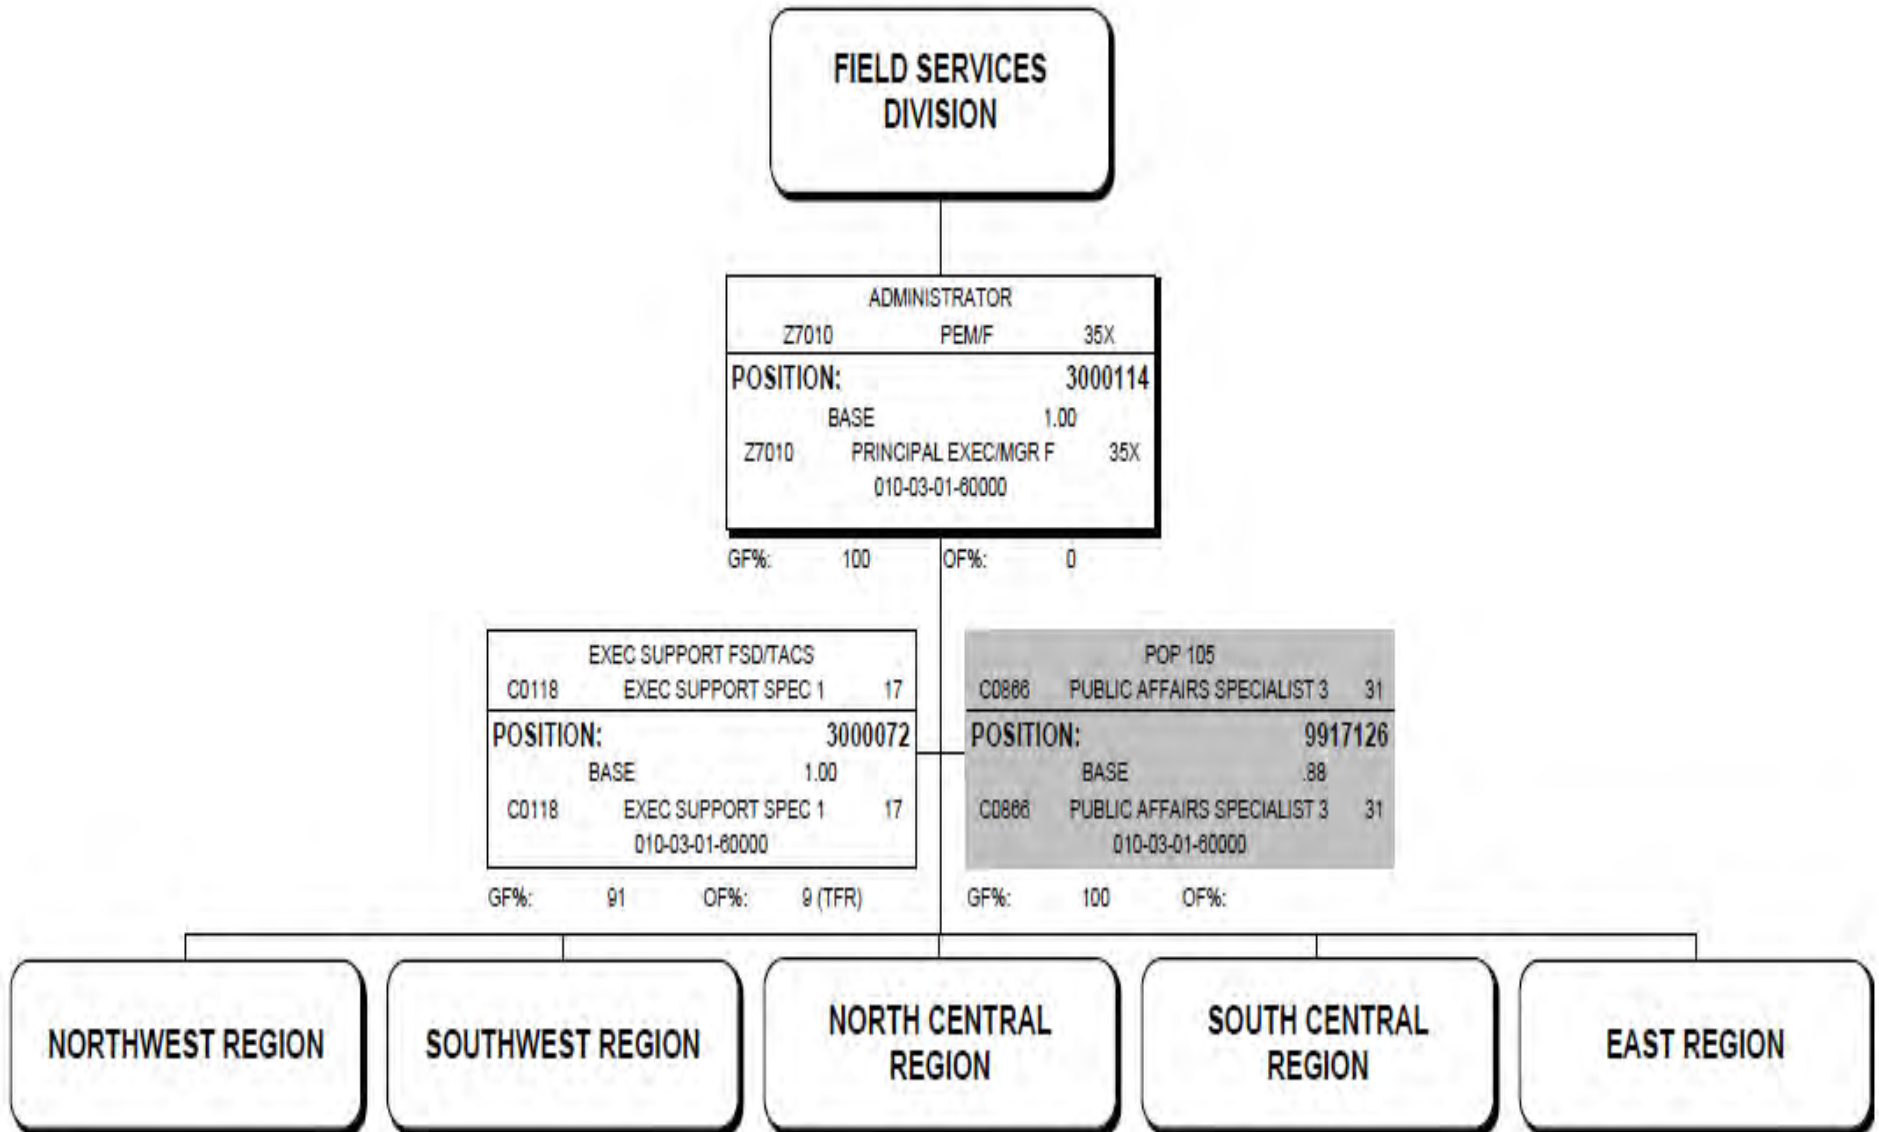 FIELD SERVICES
DIVISION
ADMINISTRATOR
Z7010 PEM/F 35X
POSITION: 3000114
BASE 1.00
Z7010 PRINCIPAL EXEC/MGR F 35X
010-03-01-60000
GF%: 100 OF%: 0
EXEC SUPPORT FSD/TACS
C0118 EXEC SUPPORT SPEC 1 17
POSITION: 3000072
BASE 1.00
C0118 EXEC SUPPORT SPEC 1 17
010-03-01-60000
GF%: 91 OF%: 9 (TFR)
POP 105
C0866 PUBLIC AFFAIRS SPECIALIST 3 31
POSITION: 9917126
BASE .88
C0866 PUBLIC AFFAIRS SPECIALIST 3 31
010-03-01-60000
GF%: 100 OF%:
NORTHWEST REGION
SOUTHWEST REGION
NORTH CENTRAL
REGION
SOUTH CENTRAL
REGION
EAST REGION